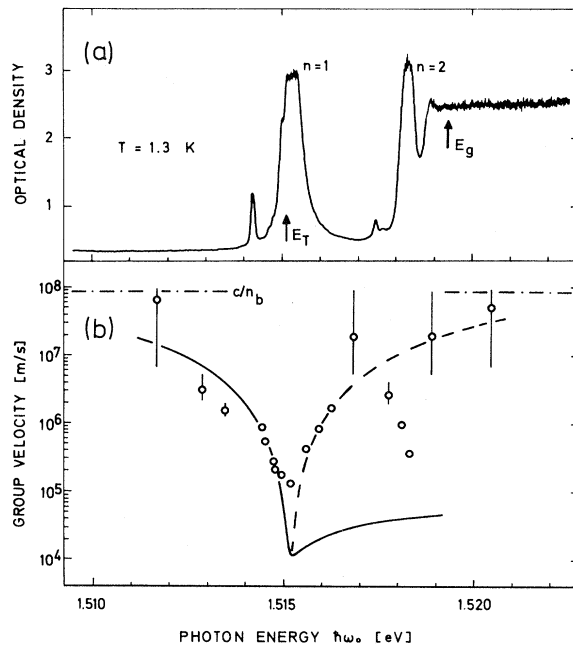 (a)
n=1
n=2
T = 1.3 K
E_T
E_g
OPTICAL DENSITY
3
2
1
(b)
c/n_b
GROUP VELOCITY [m/s]
10^8
10^7
10^6
10^5
10^4
1.510
1.515
1.520
PHOTON ENERGY ħω₀ [eV]